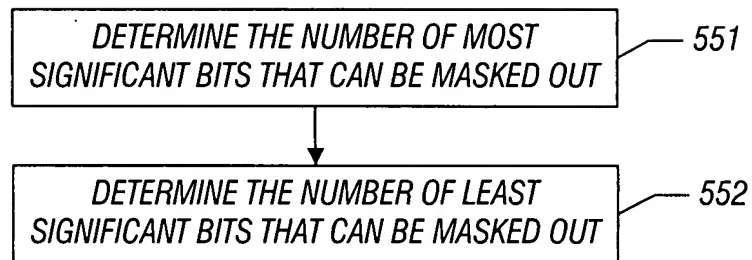 DETERMINE THE NUMBER OF MOST
SIGNIFICANT BITS THAT CAN BE MASKED OUT
551
DETERMINE THE NUMBER OF LEAST
SIGNIFICANT BITS THAT CAN BE MASKED OUT
552